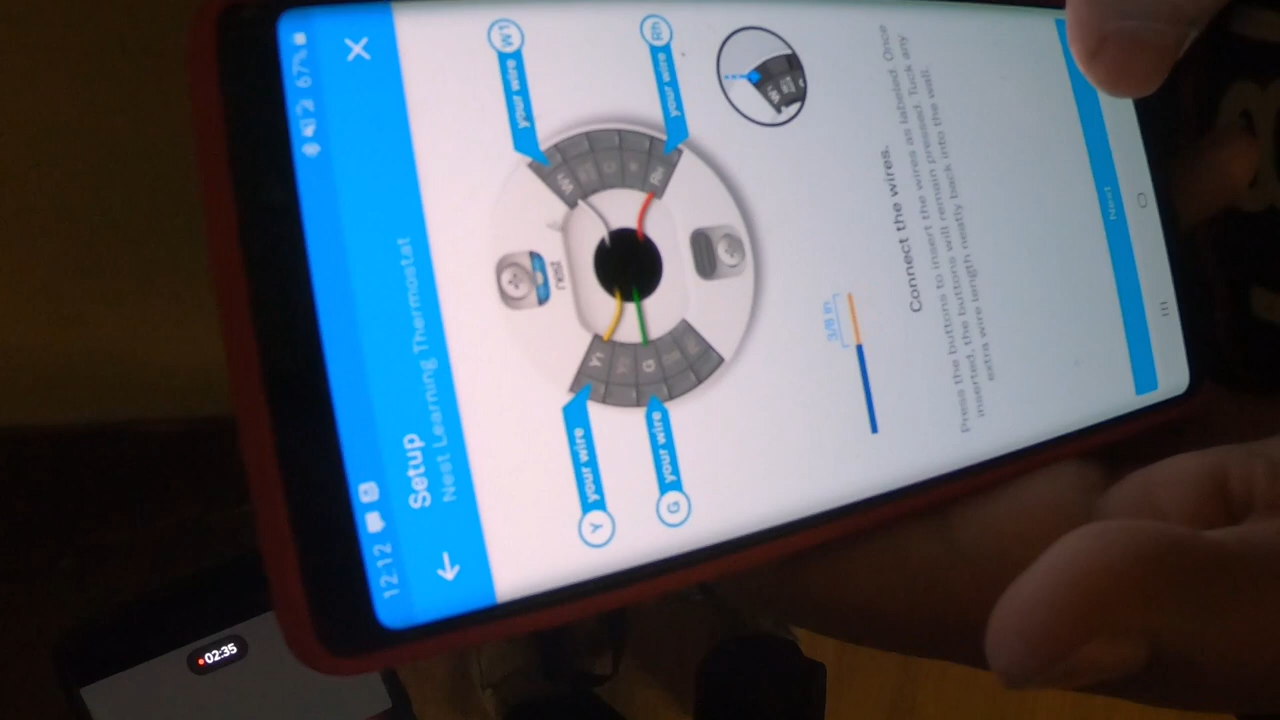 12:12
67%
Setup
Nest Learning Thermostat
Y your wire
your wire W1
G your wire
your wire Rh
Y1
G
W1
Rh
nest
W1
3/8 in
Connect the wires.
Press the buttons to insert the wires as labeled. Once
inserted, the buttons will remain pressed. Tuck any
extra wire length neatly back into the wall.
Next
02:35